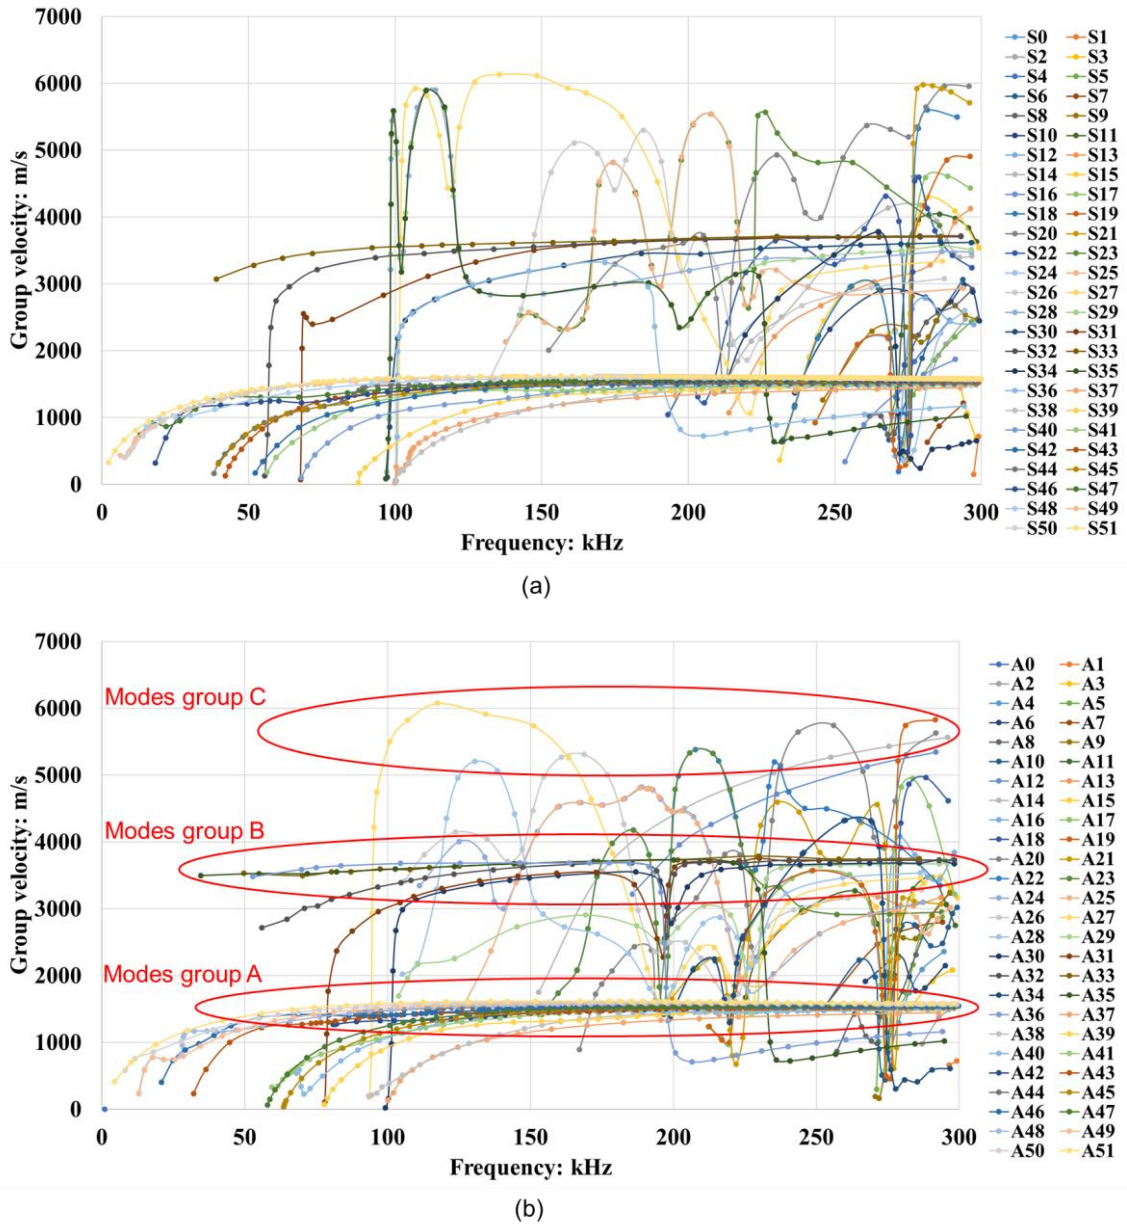 7000
6000
5000
4000
3000
2000
1000
0
Group velocity: m/s
0 50 100 150 200 250 300
Frequency: kHz
S0 S1
S2 S3
S4 S5
S6 S7
S8 S9
S10 S11
S12 S13
S14 S15
S16 S17
S18 S19
S20 S21
S22 S23
S24 S25
S26 S27
S28 S29
S30 S31
S32 S33
S34 S35
S36 S37
S38 S39
S40 S41
S42 S43
S44 S45
S46 S47
S48 S49
S50 S51
(a)
7000
6000
5000
4000
3000
2000
1000
0
Group velocity: m/s
Modes group C
Modes group B
Modes group A
0 50 100 150 200 250 300
Frequency: kHz
A0 A1
A2 A3
A4 A5
A6 A7
A8 A9
A10 A11
A12 A13
A14 A15
A16 A17
A18 A19
A20 A21
A22 A23
A24 A25
A26 A27
A28 A29
A30 A31
A32 A33
A34 A35
A36 A37
A38 A39
A40 A41
A42 A43
A44 A45
A46 A47
A48 A49
A50 A51
(b)